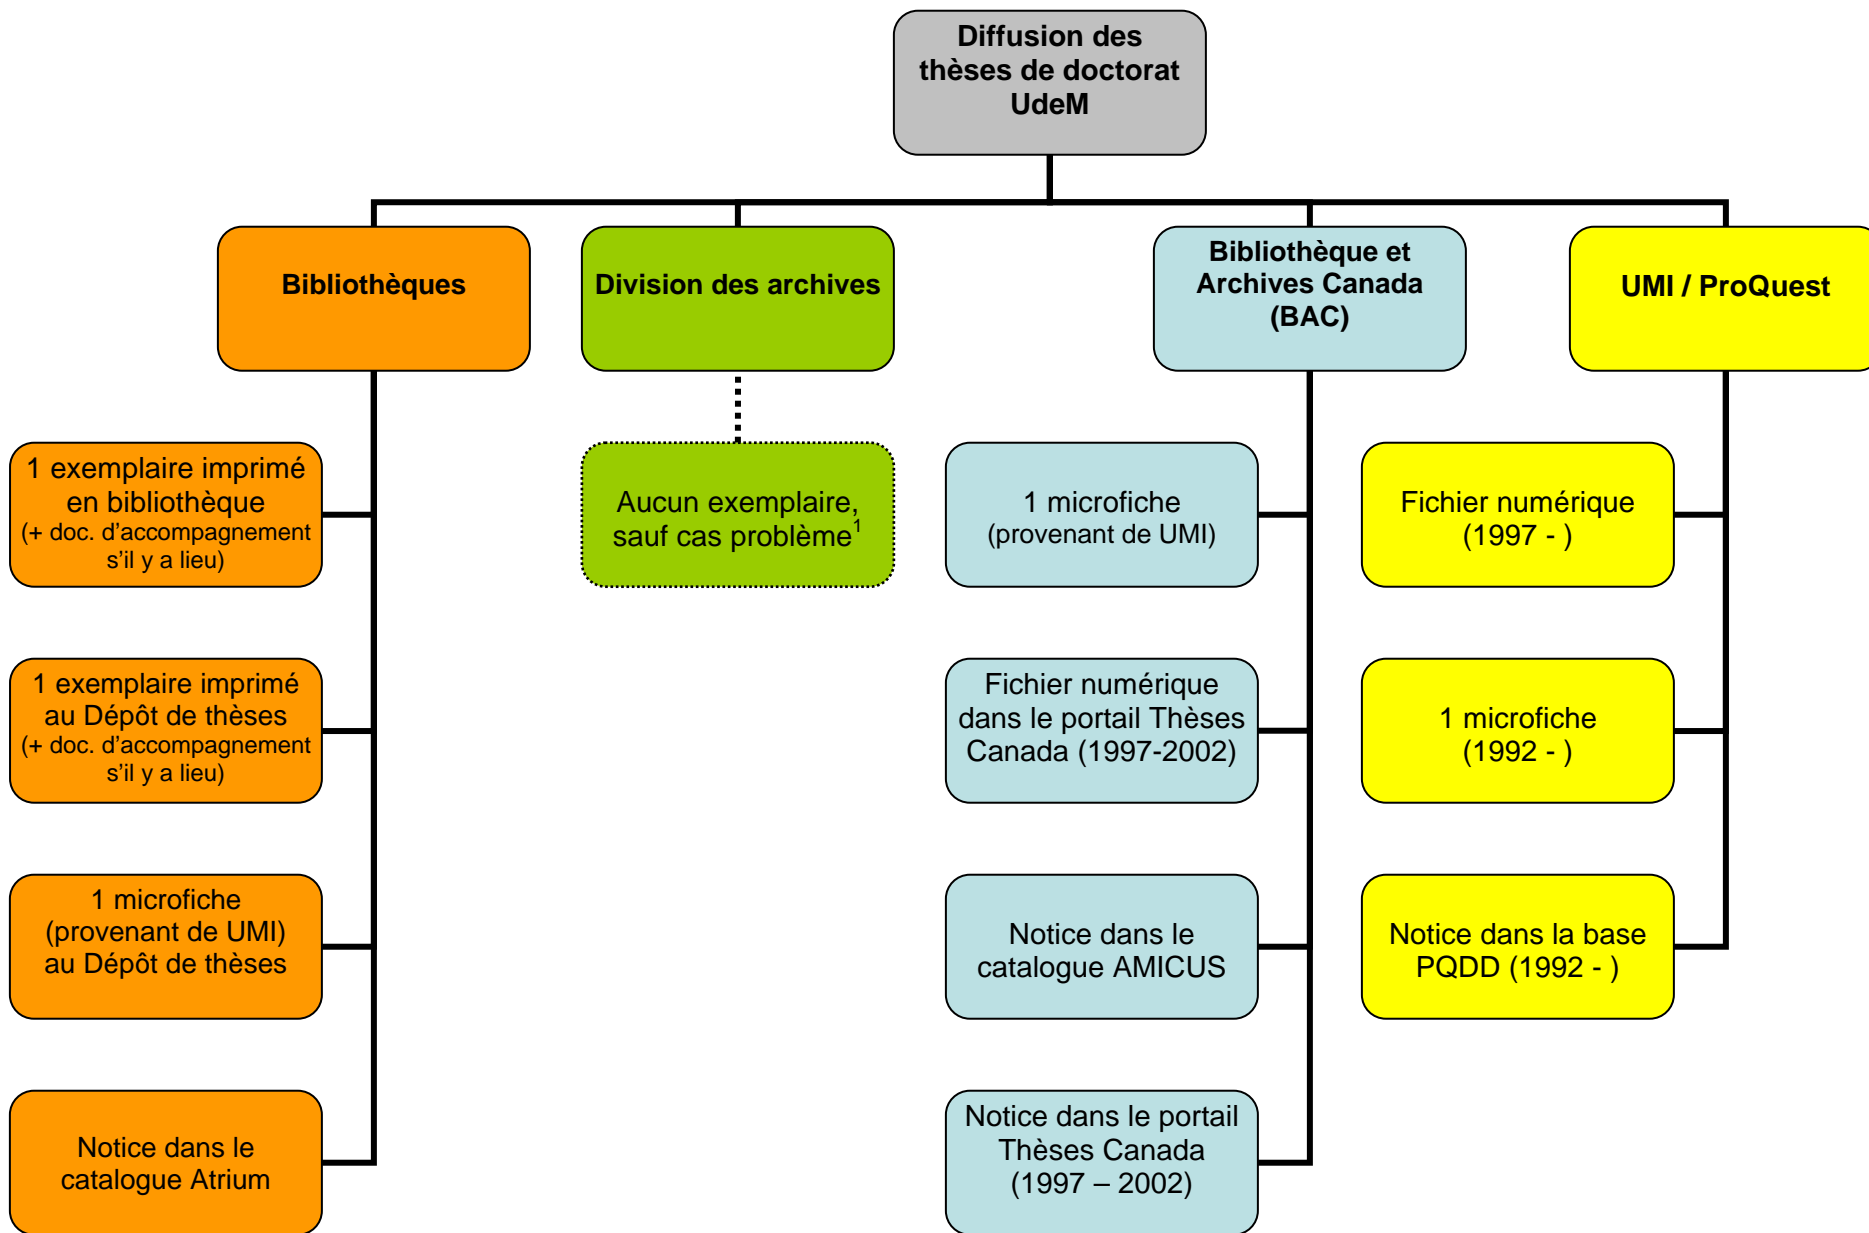 Diffusion des
thèses de doctorat
UdeM
Bibliothèques
Division des archives
Bibliothèque et
Archives Canada
(BAC)
UMI / ProQuest
1 exemplaire imprimé
en bibliothèque
(+ doc. d'accompagnement
s'il y a lieu)
1 exemplaire imprimé
au Dépôt de thèses
(+ doc. d'accompagnement
s'il y a lieu)
1 microfiche
(provenant de UMI)
au Dépôt de thèses
Notice dans le
catalogue Atrium
Aucun exemplaire,
sauf cas problème¹
1 microfiche
(provenant de UMI)
Fichier numérique
dans le portail Thèses
Canada (1997-2002)
Notice dans le
catalogue AMICUS
Notice dans le portail
Thèses Canada
(1997 – 2002)
Fichier numérique
(1997 - )
1 microfiche
(1992 - )
Notice dans la base
PQDD (1992 - )